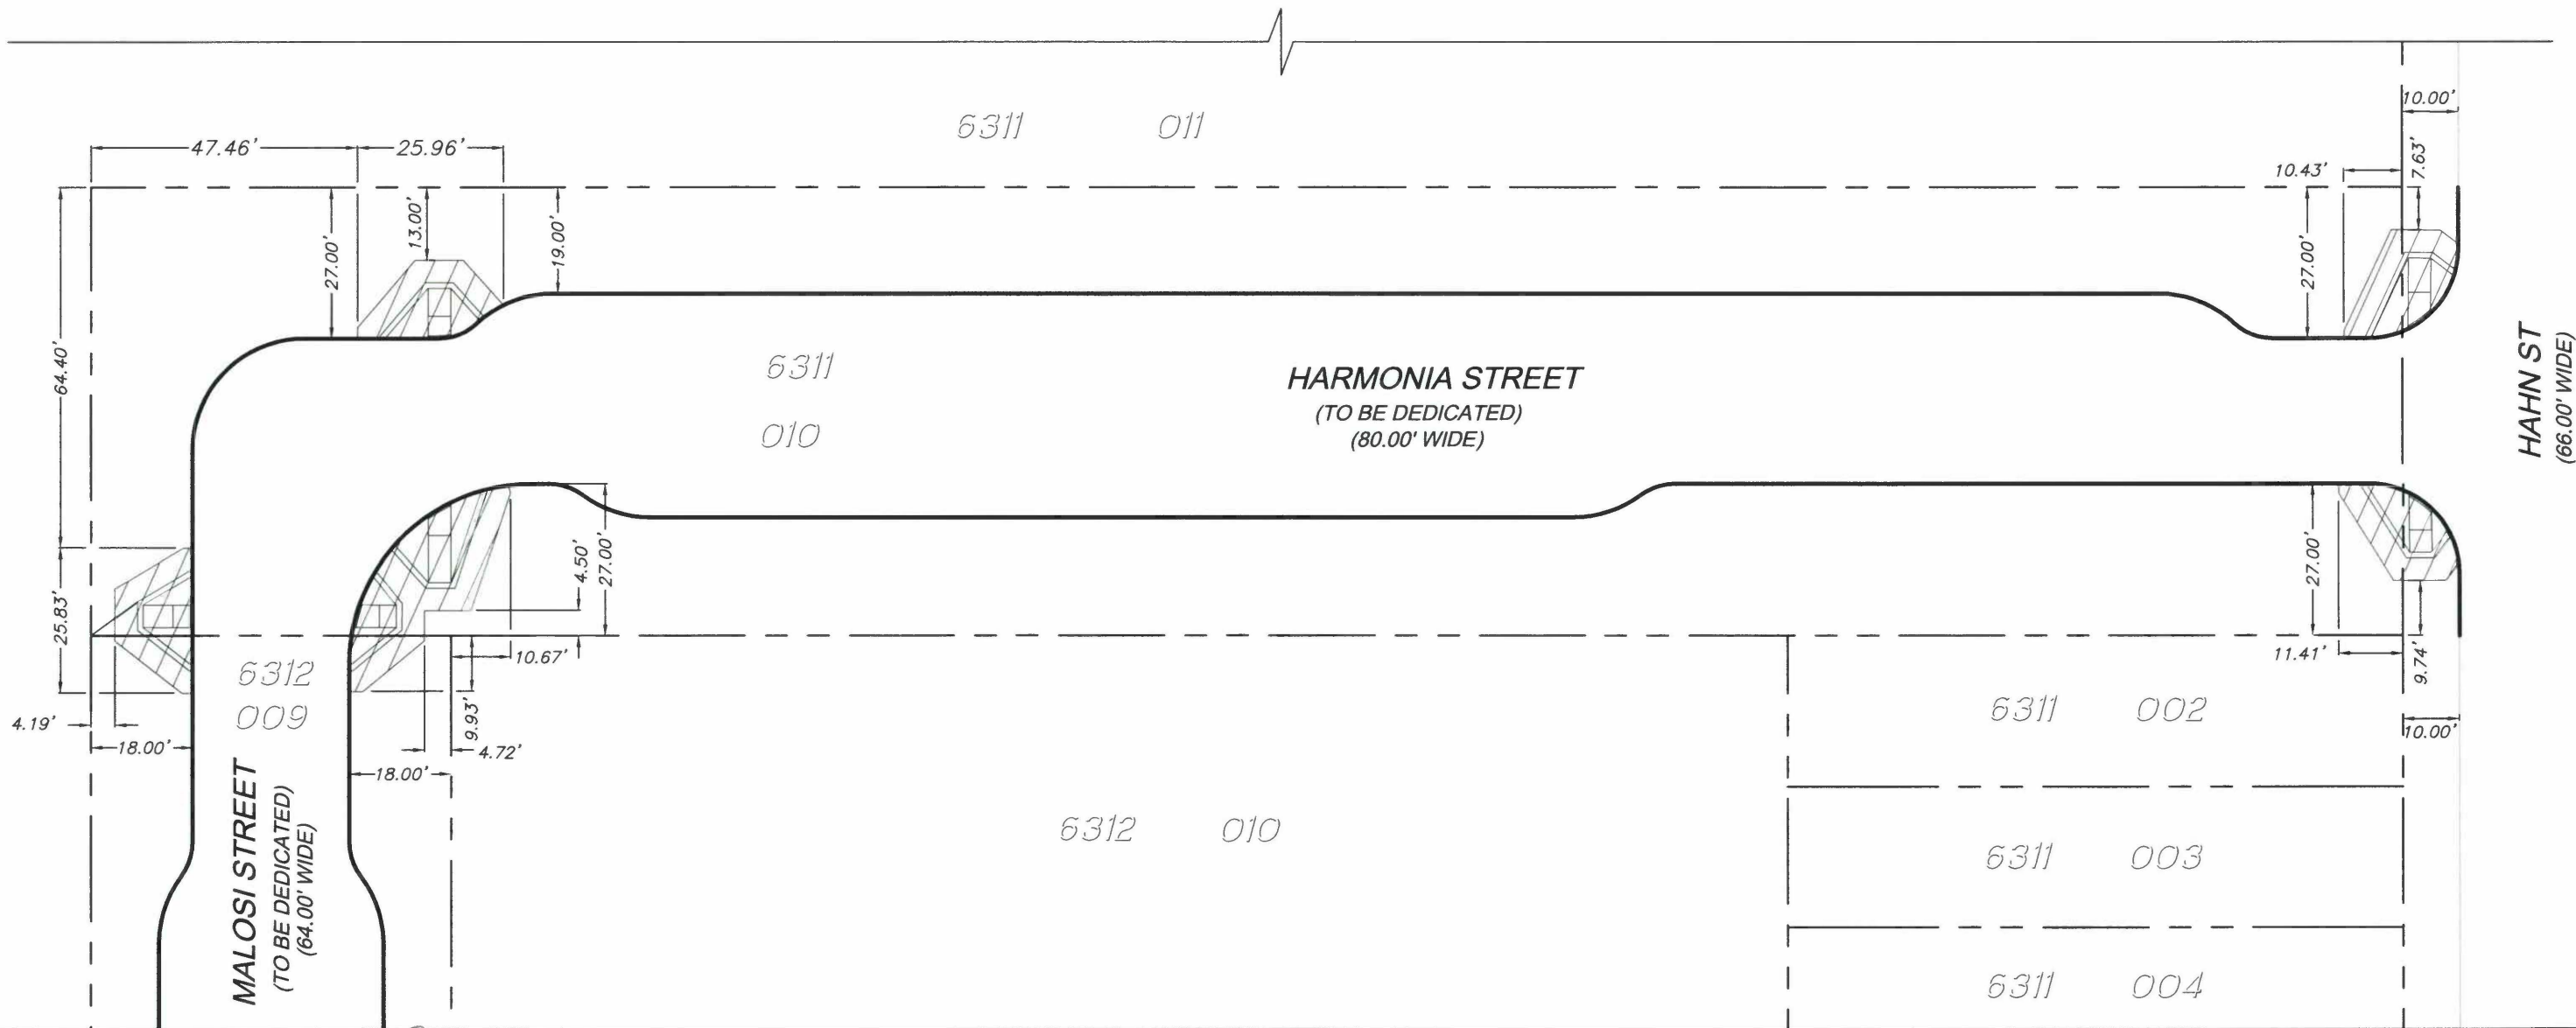 6311 011
10.00'
47.46' 25.96'
10.43' 7.63'
27.00' 13.00' 19.00' 27.00'
64.40'
6311
010
HARMONIA STREET
(TO BE DEDICATED)
(80.00' WIDE)
HAHN ST
(66.00' WIDE)
25.83' 4.50' 27.00' 27.00'
10.67' 11.41' 9.74'
6312
009
4.19' 18.00' 9.93' 4.72' 18.00'
6311 002
10.00'
MALOSI STREET
(TO BE DEDICATED)
(64.00' WIDE)
6312 010
6311 003
6311 004